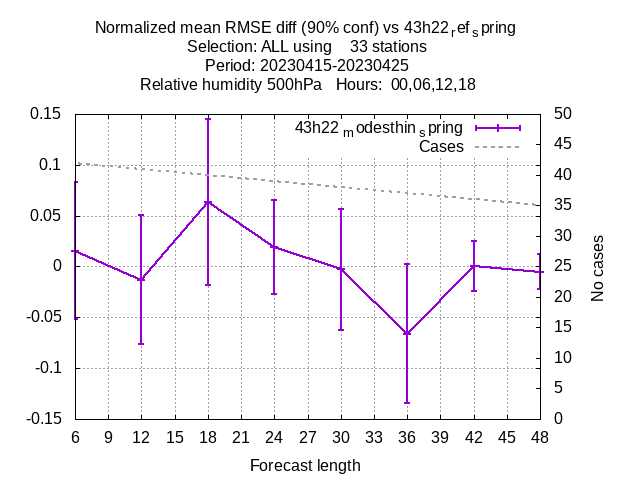 Normalized mean RMSE diff (90% conf) vs 43h22refspring
Selection: ALL using 33 stations
Period: 20230415-20230425
Relative humidity 500hPa Hours: 00,06,12,18
43h22modesthinspring
Cases
0.15
0.1
0.05
0
-0.05
-0.1
-0.15
50
45
40
35
30
25
20
15
10
5
0
No cases
6 9 12 15 18 21 24 27 30 33 36 39 42 45 48
Forecast length